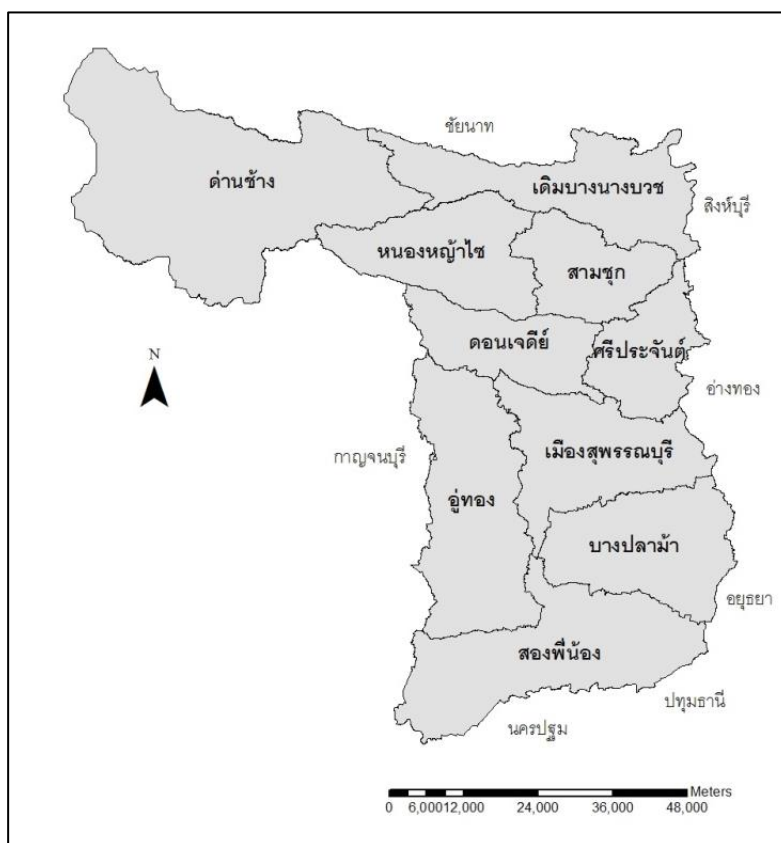 ชัยนาท
ด่านช้าง
เดิมบางนางบวช
สิงห์บุรี
หนองหญ้าไซ
สามชุก
ดอนเจดีย์
ศรีประจันต์
N
อ่างทอง
กาญจนบุรี
เมืองสุพรรณบุรี
อู่ทอง
บางปลาม้า
อยุธยา
สองพี่น้อง
ปทุมธานี
นครปฐม
Meters
0 6,000 12,000 24,000 36,000 48,000